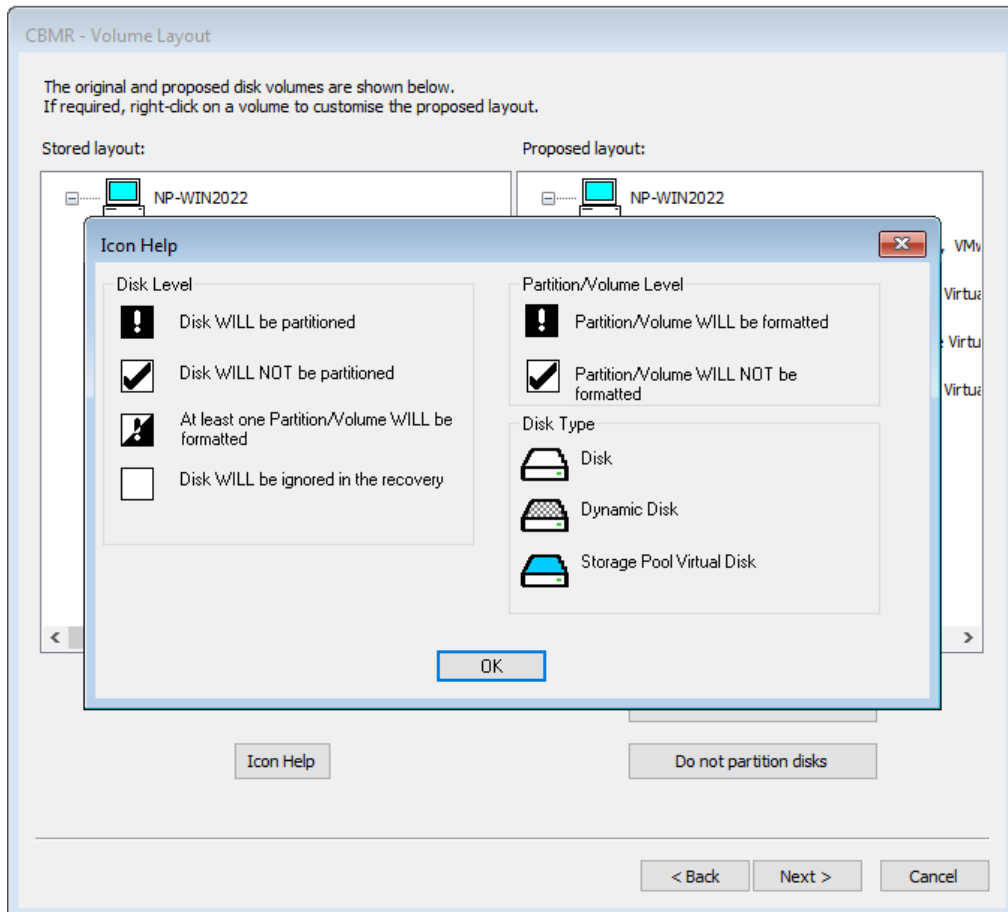 CBMR - Volume Layout
The original and proposed disk volumes are shown below.
If required, right-click on a volume to customise the proposed layout.
Stored layout:
Proposed layout:
NP-WIN2022
NP-WIN2022
Icon Help
Disk Level
Disk WILL be partitioned
Disk WILL NOT be partitioned
At least one Partition/Volume WILL be
formatted
Disk WILL be ignored in the recovery
Partition/Volume Level
Partition/Volume WILL be formatted
Partition/Volume WILL NOT be
formatted
Disk Type
Disk
Dynamic Disk
Storage Pool Virtual Disk
OK
Icon Help
Do not partition disks
< Back
Next >
Cancel